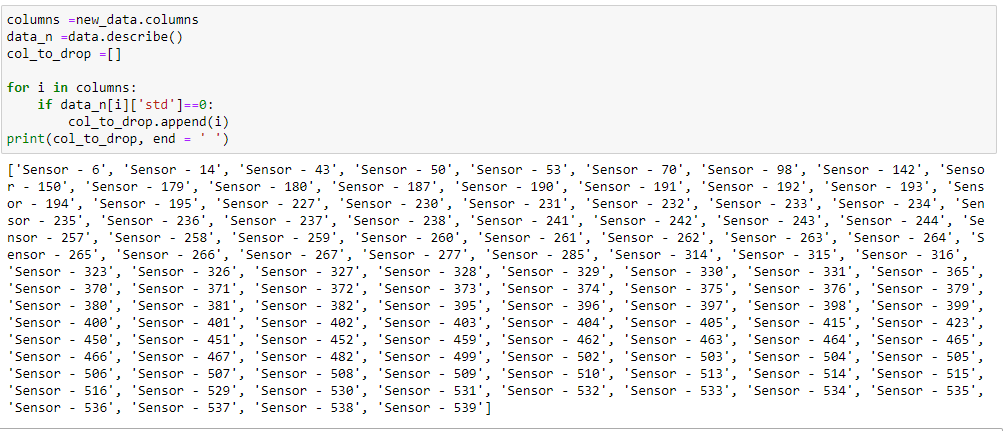 columns =new_data.columns
data_n =data.describe()
col_to_drop =[]
for i in columns:
    if data_n[i]['std']==0:
        col_to_drop.append(i)
print(col_to_drop, end = ' ')
['Sensor - 6', 'Sensor - 14', 'Sensor - 43', 'Sensor - 50', 'Sensor - 53', 'Sensor - 70', 'Sensor - 98', 'Sensor - 142', 'Senso
r - 150', 'Sensor - 179', 'Sensor - 180', 'Sensor - 187', 'Sensor - 190', 'Sensor - 191', 'Sensor - 192', 'Sensor - 193', 'Sens
or - 194', 'Sensor - 195', 'Sensor - 227', 'Sensor - 230', 'Sensor - 231', 'Sensor - 232', 'Sensor - 233', 'Sensor - 234', 'Sen
sor - 235', 'Sensor - 236', 'Sensor - 237', 'Sensor - 238', 'Sensor - 241', 'Sensor - 242', 'Sensor - 243', 'Sensor - 244', 'Se
nsor - 257', 'Sensor - 258', 'Sensor - 259', 'Sensor - 260', 'Sensor - 261', 'Sensor - 262', 'Sensor - 263', 'Sensor - 264', 'S
ensor - 265', 'Sensor - 266', 'Sensor - 267', 'Sensor - 277', 'Sensor - 285', 'Sensor - 314', 'Sensor - 315', 'Sensor - 316',
'Sensor - 323', 'Sensor - 326', 'Sensor - 327', 'Sensor - 328', 'Sensor - 329', 'Sensor - 330', 'Sensor - 331', 'Sensor - 365',
'Sensor - 370', 'Sensor - 371', 'Sensor - 372', 'Sensor - 373', 'Sensor - 374', 'Sensor - 375', 'Sensor - 376', 'Sensor - 379',
'Sensor - 380', 'Sensor - 381', 'Sensor - 382', 'Sensor - 395', 'Sensor - 396', 'Sensor - 397', 'Sensor - 398', 'Sensor - 399',
'Sensor - 400', 'Sensor - 401', 'Sensor - 402', 'Sensor - 403', 'Sensor - 404', 'Sensor - 405', 'Sensor - 415', 'Sensor - 423',
'Sensor - 450', 'Sensor - 451', 'Sensor - 452', 'Sensor - 459', 'Sensor - 462', 'Sensor - 463', 'Sensor - 464', 'Sensor - 465',
'Sensor - 466', 'Sensor - 467', 'Sensor - 482', 'Sensor - 499', 'Sensor - 502', 'Sensor - 503', 'Sensor - 504', 'Sensor - 505',
'Sensor - 506', 'Sensor - 507', 'Sensor - 508', 'Sensor - 509', 'Sensor - 510', 'Sensor - 513', 'Sensor - 514', 'Sensor - 515',
'Sensor - 516', 'Sensor - 529', 'Sensor - 530', 'Sensor - 531', 'Sensor - 532', 'Sensor - 533', 'Sensor - 534', 'Sensor - 535',
'Sensor - 536', 'Sensor - 537', 'Sensor - 538', 'Sensor - 539']